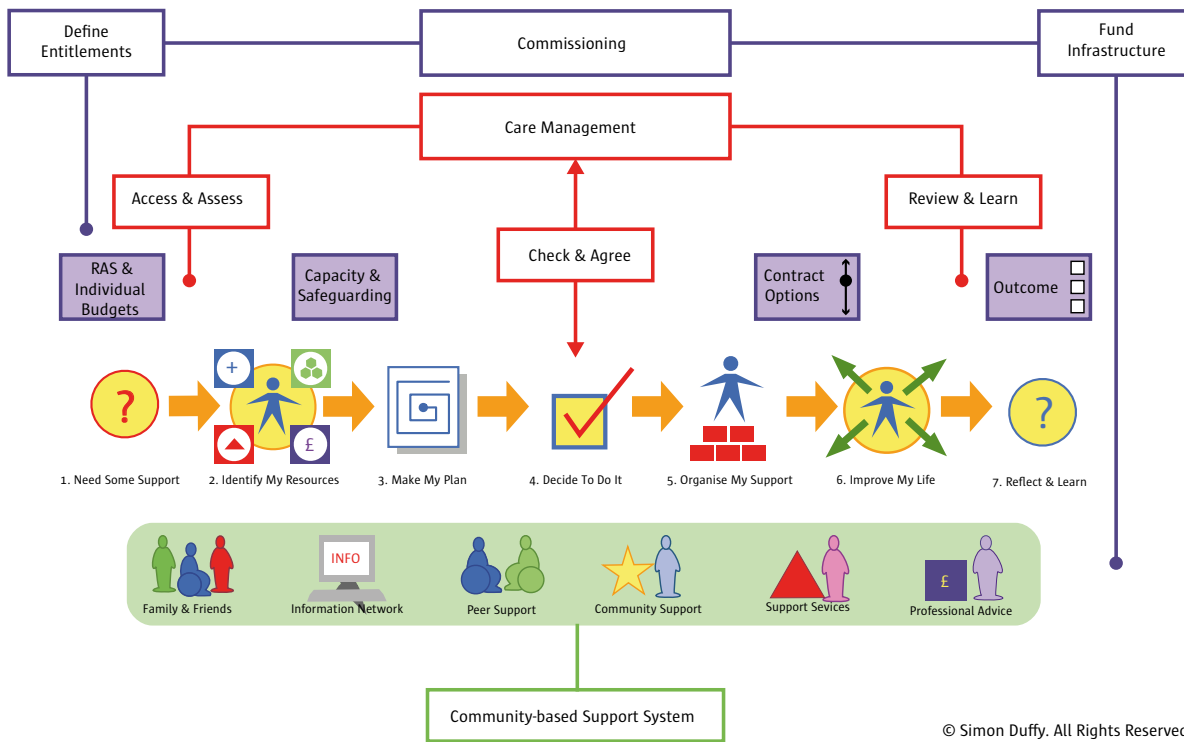 Define
Entitlements
Commissioning
Fund
Infrastructure
Care Management
Access & Assess
Review & Learn
Check & Agree
RAS &
Individual
Budgets
Capacity &
Safeguarding
Contract
Options
Outcome
?
+
£
?
1. Need Some Support
2. Identify My Resources
3. Make My Plan
4. Decide To Do It
5. Organise My Support
6. Improve My Life
7. Reflect & Learn
INFO
£
Family & Friends
Information Network
Peer Support
Community Support
Support Sevices
Professional Advice
Community-based Support System
© Simon Duffy. All Rights Reserved